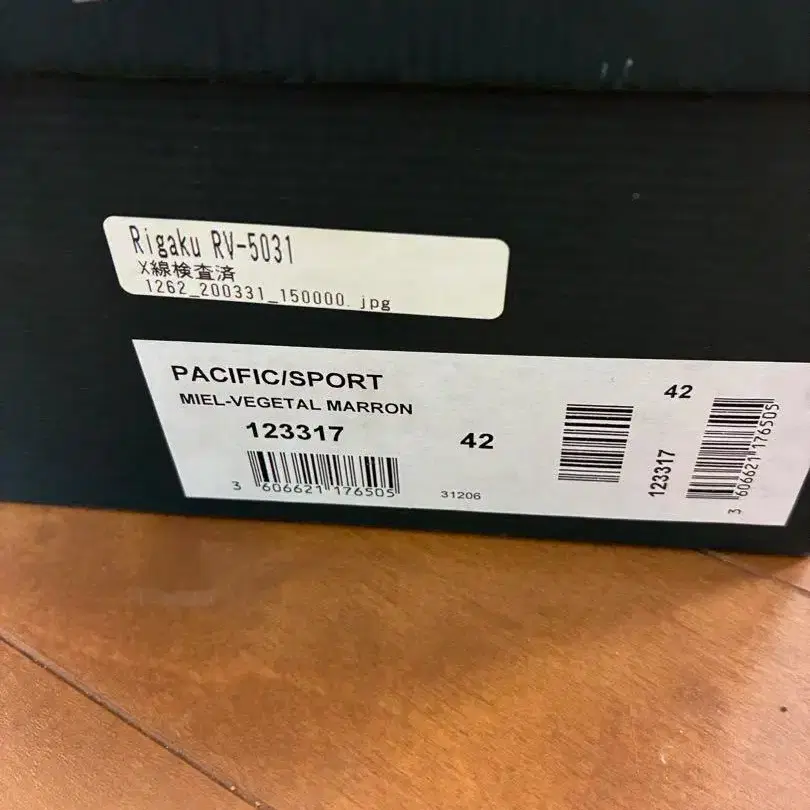 Rigaku RV-5031
X線検査済
1262_200331_150000.jpg
PACIFIC/SPORT
MIEL-VEGETAL MARRON
123317
42
3 606621 176505
31206
42
123317
3 606621 176505